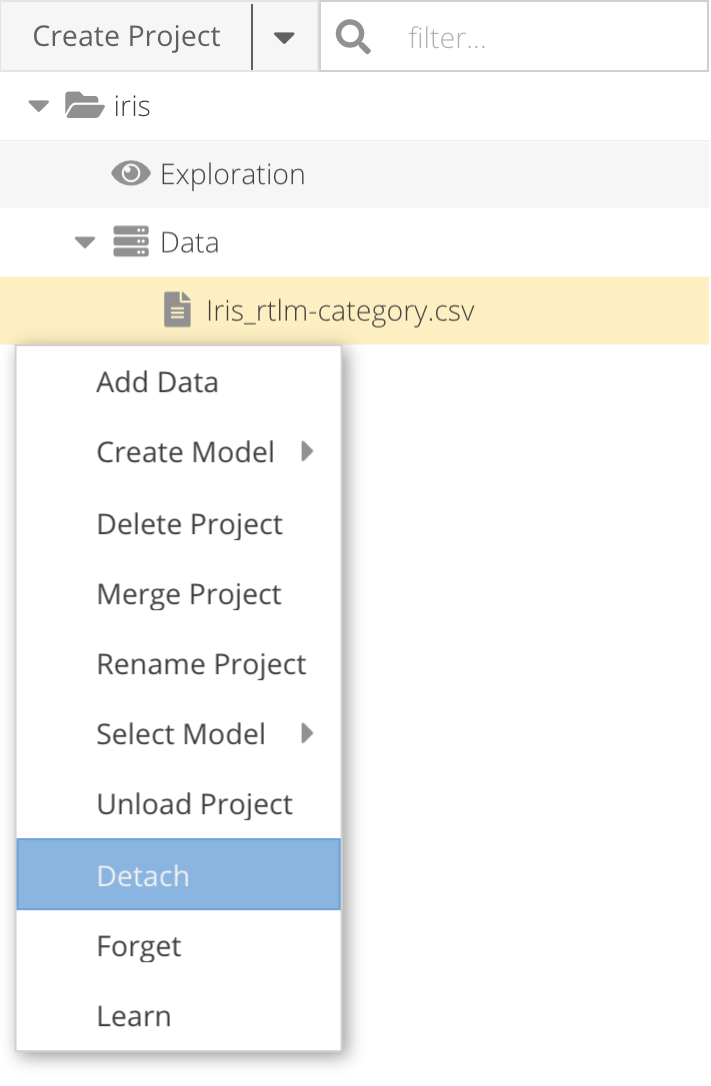 Create Project
filter...
iris
Exploration
Data
Iris_rtlm-category.csv
Add Data
Create Model
Delete Project
Merge Project
Rename Project
Select Model
Unload Project
Detach
Forget
Learn